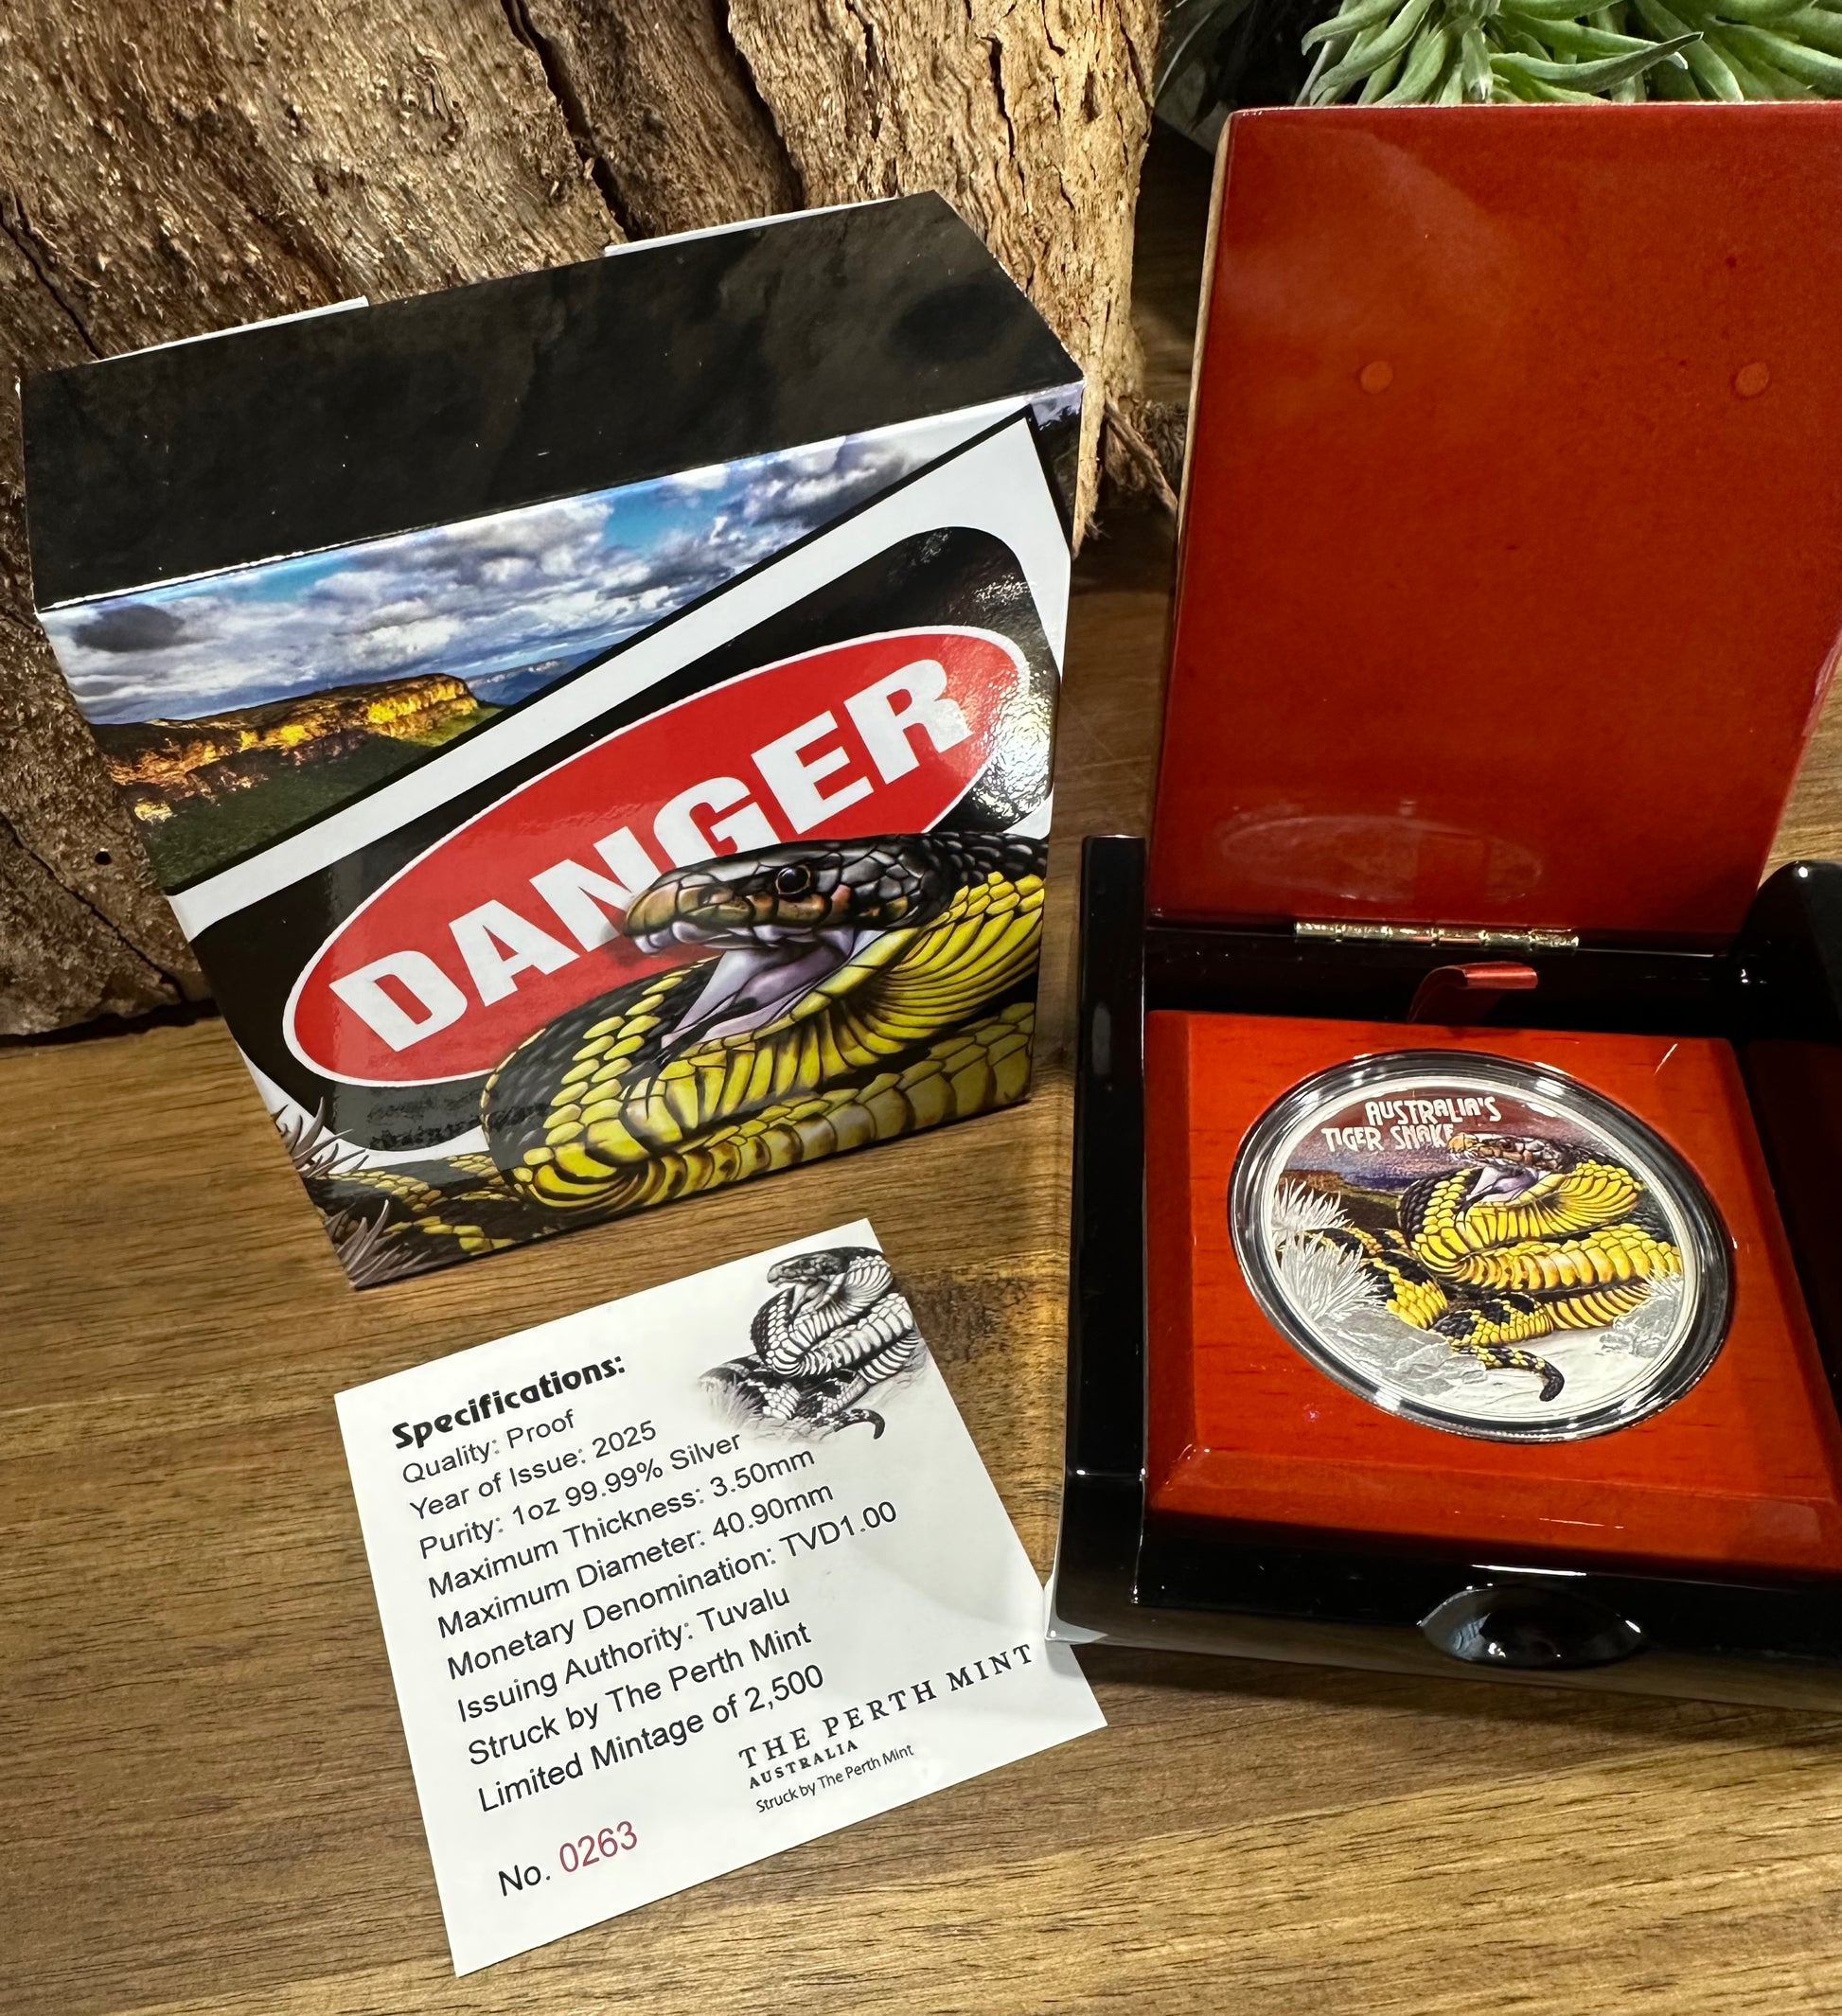 DANGER
AUSTRALIA'S
TIGER SNAKE
Specifications:
Quality: Proof
Year of Issue: 2025
Purity: 1oz 99.99% Silver
Maximum Thickness: 3.50mm
Maximum Diameter: 40.90mm
Monetary Denomination: TVD1.00
Issuing Authority: Tuvalu
Struck by The Perth Mint
Limited Mintage of 2,500
THE PERTH MINT
AUSTRALIA
Struck by The Perth Mint
No. 0263